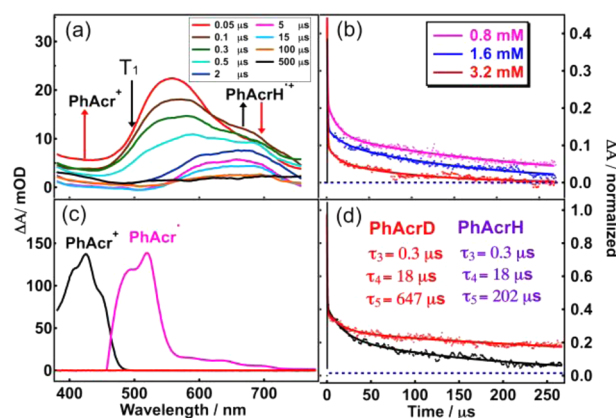 (a)
0.05 μs
0.1 μs
0.3 μs
0.5 μs
2 μs
5 μs
15 μs
100 μs
500 μs
T1
PhAcr+
PhAcrH·+
30
20
10
0
ΔA/ mOD
(b)
0.8 mM
1.6 mM
3.2 mM
0.4
0.3
0.2
0.1
0.0
ΔA / normalized
(c)
PhAcr+
PhAcr·
150
100
50
0
400 500 600 700
Wavelength / nm
(d)
PhAcrD PhAcrH
τ3= 0.3 μs τ3= 0.3 μs
τ4= 18 μs τ4= 18 μs
τ5= 647 μs τ5= 202 μs
1.0
0.8
0.6
0.4
0.2
0.0
0 50 100 150 200 250
Time / μs